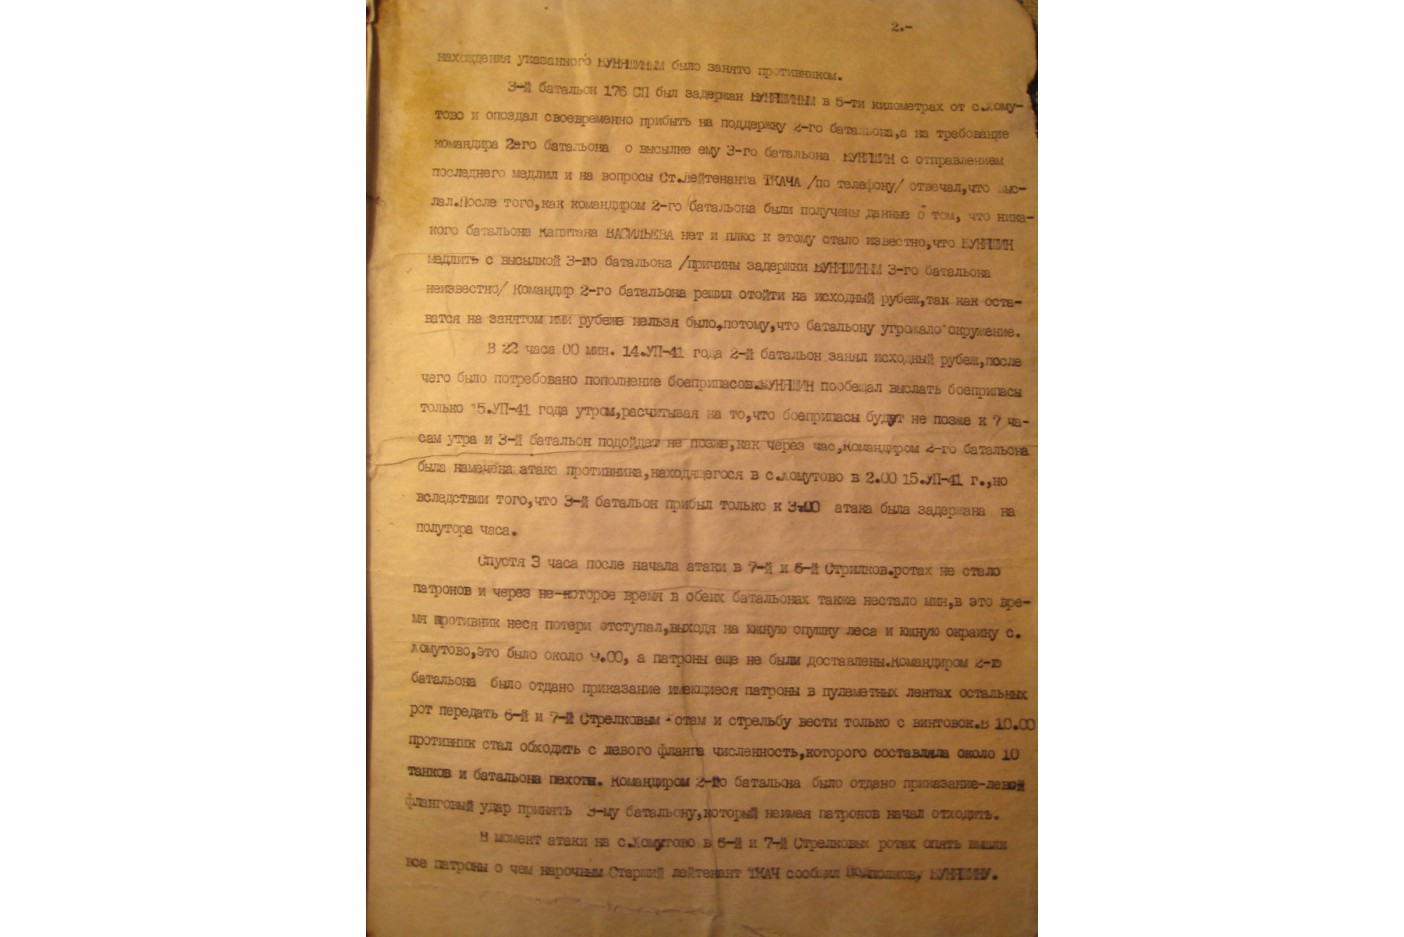 2.-
нахождения указанного КУНЯШИНЫМ было занято противником.
3-й батальон 176 СП был задержан КУНЯШИНЫМ в 5-ти километрах от с.Хому-
тово и опоздал своевременно прибыть на поддержку 2-го батальона,а на требование
командира 2его батальона о высылке ему 3-го батальона КУНЯШИН с отправлением
последнего медлил и на вопросы Ст.лейтенанта ТКАЧА /по телефону/ отвечал,что выс-
лал.После того,как командиром 2-го батальона были получены данные о том, что ника-
кого батальона Капитана ВАСИЛЬЕВА нет и плюс к этому стало известно,что КУНЯШИН
медлить с высылкой 3-го батальона /причины задержки КУНЯШИНЫМ 3-го батальона
неизвестно/ Командир 2-го батальона решил отойти на исходный рубеж,так как оста-
ватся на занятом ими рубеже нельзя было,потому,что батальону угрожало окружение.
В 22 часа 00 мин. 14.УП-41 года 2-й батальон занял исходный рубеж,после
чего было потребовано пополнение боеприпасов.КУНЯШИН пообещал выслать боеприпасы
только 15.УП-41 года утром,расчитывая на то,что боеприпасы будут не позже к 7 ча-
сам утра и 3-й батальон подойдет не позже,как через час,Командиром 2-го батальона
была намечена атака противника,находящегося в с.Хомутово в 2.00 15.УП-41 г.,но
вследствии того,что 3-й батальон прибыл только к 3.00 атака была задержана на
полутора часа.
Спустя 3 часа после начала атаки в 7-й и 6-й Стрилков.ротах не стало
патронов и через не-которое время в обеих батальонах также нестало мин,в это вре-
мя противник неся потери отступал,выходя на южную опушку леса и южную окраину с.
Хомутово,это было около 9.00, а патроны еще не были доставлены.Командиром 2-го
батальона было отдано приказание имеющиеся патроны в пулеметных лентах остальных
рот передать 6-й и 7-й Стрелковым ротам и стрельбу вести только с винтовок.В 10.00
противник стал обходить с левого фланга численность,которого составляла около 10
танков и батальона пехоты. Командиром 2-го батальона было отдано приказание-левой
фланговый удар принять 3-му батальону,который неимея патронов начал отходить.
В момент атаки на с.Хомутово в 6-й и 7-й Стрелковых ротах опять вышли
все патроны о чем нарочным Старший лейтенант ТКАЧ сообщил Подполковн, КУНЯШИНУ.